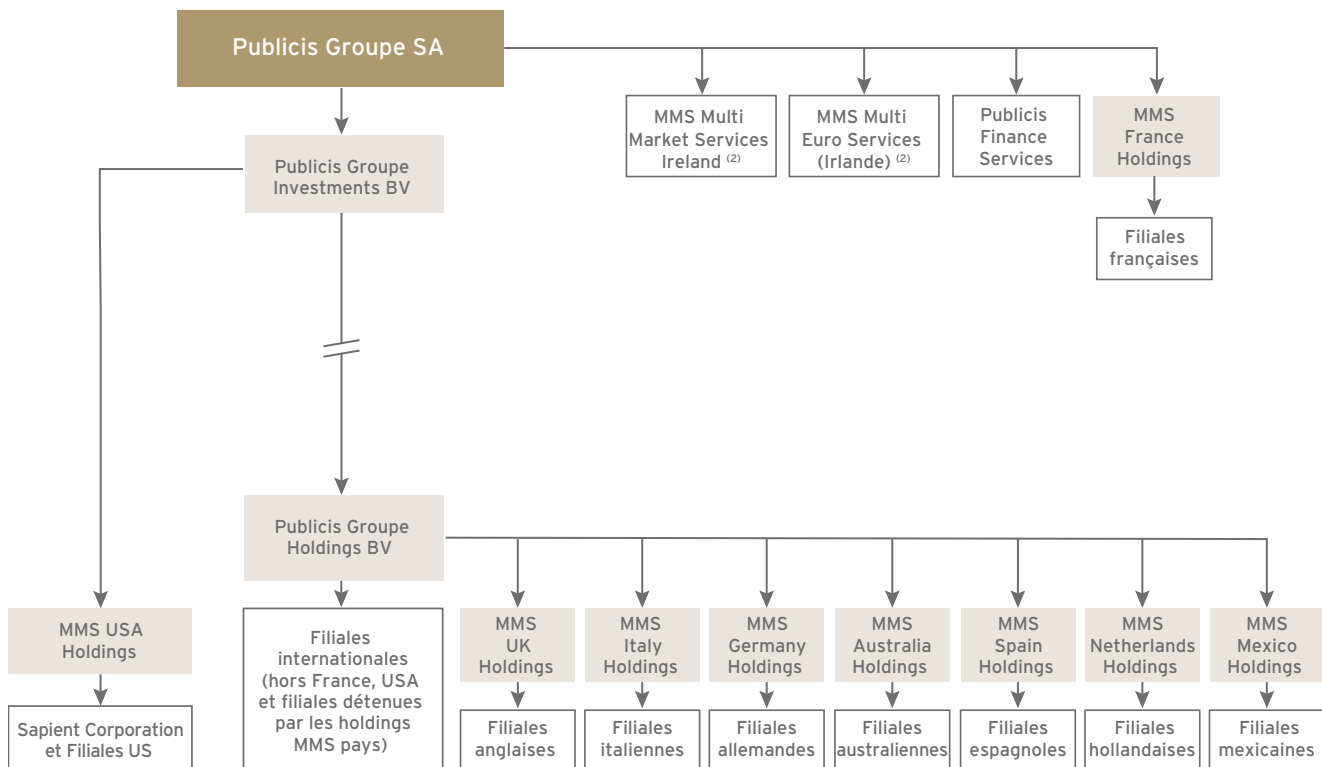 Publicis Groupe SA
MMS Multi
Market Services
Ireland (2)
MMS Multi
Euro Services
(Irlande) (2)
Publicis
Finance
Services
MMS
France
Holdings
Publicis Groupe
Investments BV
Filiales
françaises
Publicis Groupe
Holdings BV
MMS USA
Holdings
Filiales
internationales
(hors France, USA
et filiales détenues
par les holdings
MMS pays)
MMS
UK
Holdings
MMS
Italy
Holdings
MMS
Germany
Holdings
MMS
Australia
Holdings
MMS
Spain
Holdings
MMS
Netherlands
Holdings
MMS
Mexico
Holdings
Sapient Corporation
et Filiales US
Filiales
anglaises
Filiales
italiennes
Filiales
allemandes
Filiales
australiennes
Filiales
espagnoles
Filiales
hollandaises
Filiales
mexicaines